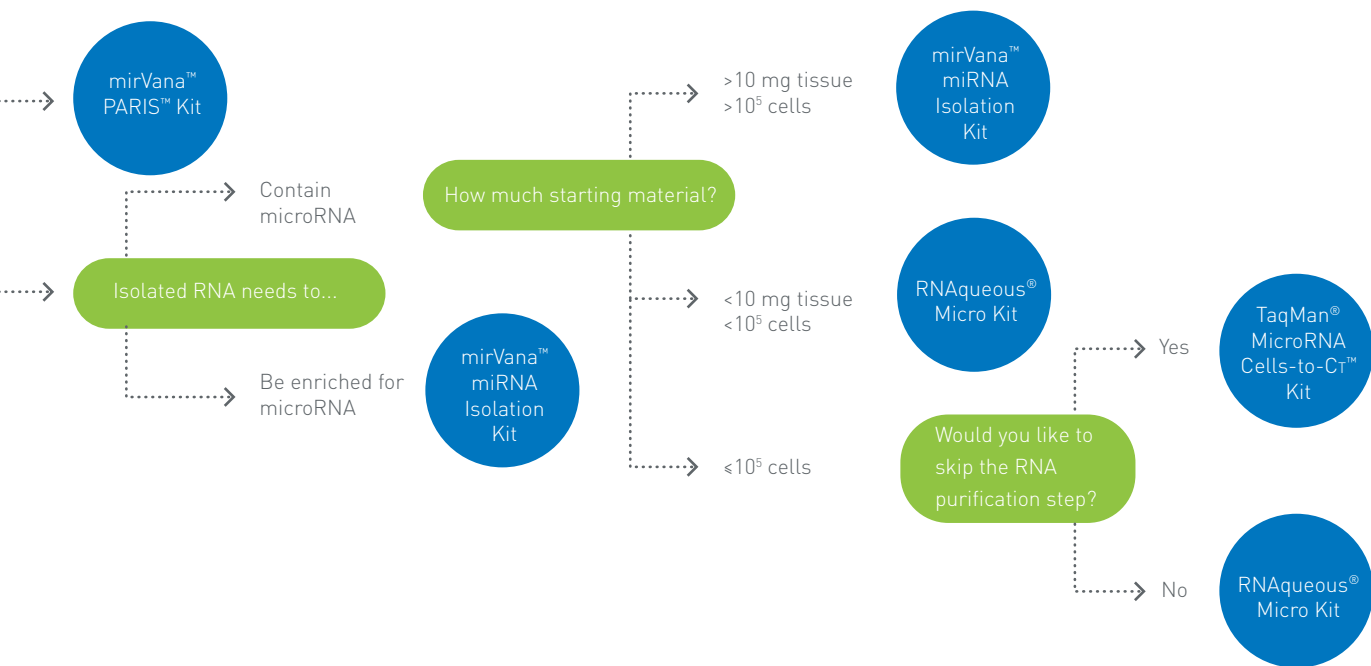 mirVana™
PARIS™ Kit
Contain
microRNA
Isolated RNA needs to...
Be enriched for
microRNA
mirVana™
miRNA
Isolation
Kit
How much starting material?
>10 mg tissue
>10⁵ cells
mirVana™
miRNA
Isolation
Kit
<10 mg tissue
<10⁵ cells
RNAqueous®
Micro Kit
≤10⁵ cells
Would you like to
skip the RNA
purification step?
Yes
TaqMan®
MicroRNA
Cells-to-CT™
Kit
No
RNAqueous®
Micro Kit